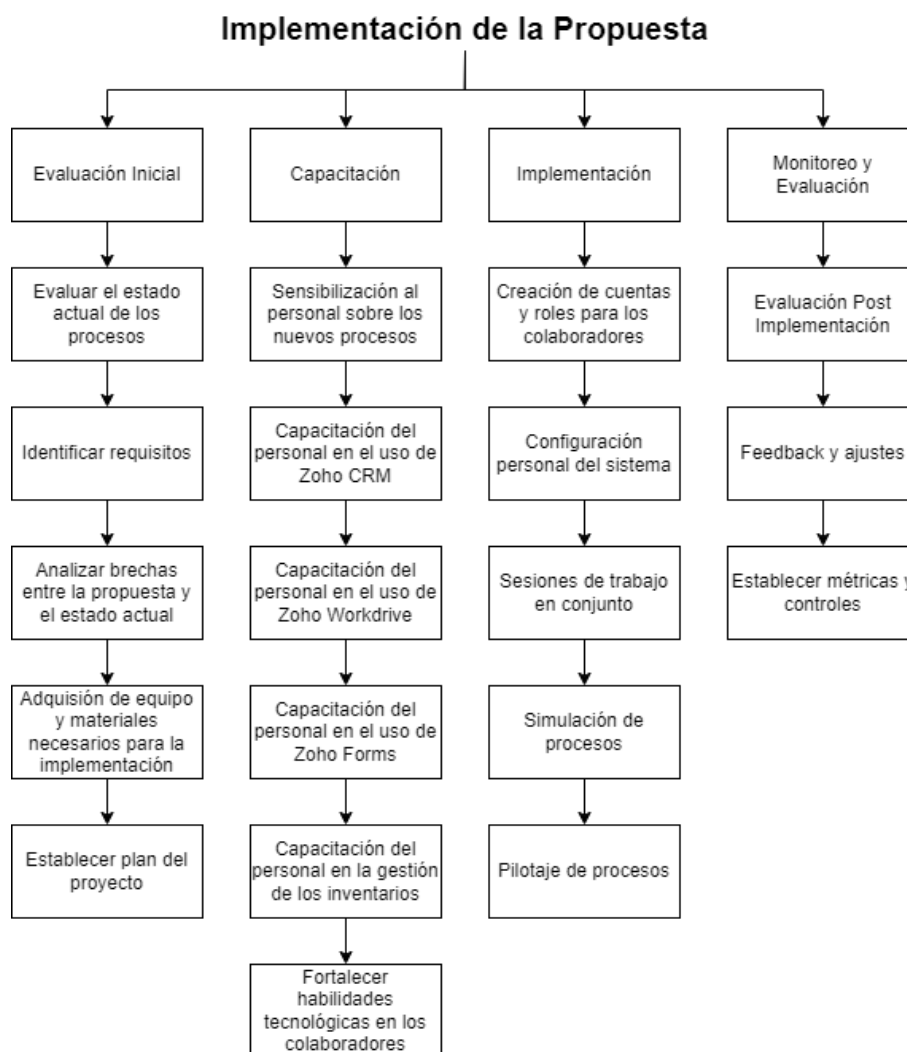 Implementación de la Propuesta
Evaluación Inicial
Evaluar el estado
actual de los
procesos
Identificar requisitos
Analizar brechas
entre la propuesta y
el estado actual
Adquisión de equipo
y materiales
necesarios para la
implementación
Establecer plan del
proyecto
Capacitación
Sensibilización al
personal sobre los
nuevos procesos
Capacitación del
personal en el uso de
Zoho CRM
Capacitación del
personal en el uso de
Zoho Workdrive
Capacitación del
personal en el uso de
Zoho Forms
Capacitación del
personal en la gestión
de los inventarios
Fortalecer
habilidades
tecnológicas en los
colaboradores
Implementación
Creación de cuentas
y roles para los
colaboradores
Configuración
personal del sistema
Sesiones de trabajo
en conjunto
Simulación de
procesos
Pilotaje de procesos
Monitoreo y
Evaluación
Evaluación Post
Implementación
Feedback y ajustes
Establecer métricas y
controles